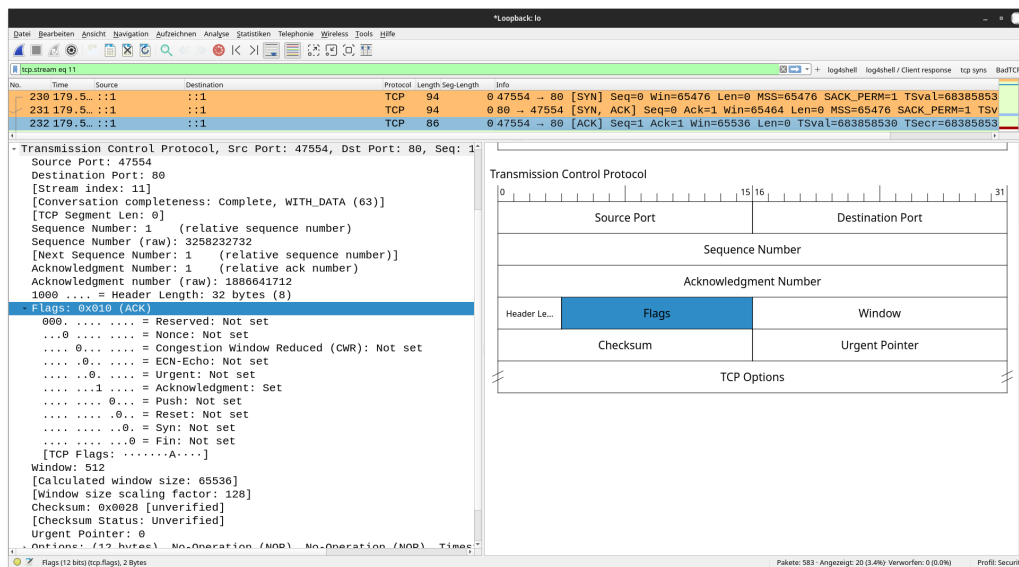 *Loopback: lo
Datei Bearbeiten Ansicht Navigation Aufzeichnen Analyse Statistiken Telephonie Wireless Tools Hilfe
tcp.stream eq 11 + log4shell log4shell / Client response tcp syns BadTCP
No. Time Source Destination Protocol Length Seg-Length Info
230 179.5… ::1 ::1 TCP 94 0 47554 → 80 [SYN] Seq=0 Win=65476 Len=0 MSS=65476 SACK_PERM=1 TSval=68385853
231 179.5… ::1 ::1 TCP 94 0 80 → 47554 [SYN, ACK] Seq=0 Ack=1 Win=65464 Len=0 MSS=65476 SACK_PERM=1 TSv
232 179.5… ::1 ::1 TCP 86 0 47554 → 80 [ACK] Seq=1 Ack=1 Win=65536 Len=0 TSval=683858530 TSecr=68385853
Transmission Control Protocol, Src Port: 47554, Dst Port: 80, Seq: 1
Source Port: 47554
Destination Port: 80
[Stream index: 11]
[Conversation completeness: Complete, WITH_DATA (63)]
[TCP Segment Len: 0]
Sequence Number: 1 (relative sequence number)
Sequence Number (raw): 3258232732
[Next Sequence Number: 1 (relative sequence number)]
Acknowledgment Number: 1 (relative ack number)
Acknowledgment number (raw): 1886641712
1000 .... = Header Length: 32 bytes (8)
Flags: 0x010 (ACK)
000. .... .... = Reserved: Not set
...0 .... .... = Nonce: Not set
.... 0... .... = Congestion Window Reduced (CWR): Not set
.... .0.. .... = ECN-Echo: Not set
.... ..0. .... = Urgent: Not set
.... ...1 .... = Acknowledgment: Set
.... .... 0... = Push: Not set
.... .... .0.. = Reset: Not set
.... .... ..0. = Syn: Not set
.... .... ...0 = Fin: Not set
[TCP Flags: ·······A····]
Window: 512
[Calculated window size: 65536]
[Window size scaling factor: 128]
Checksum: 0x0028 [unverified]
[Checksum Status: Unverified]
Urgent Pointer: 0
Options: (12 bytes), No-Operation (NOP), No-Operation (NOP), Times
Transmission Control Protocol
0 15 16 31
Source Port Destination Port
Sequence Number
Acknowledgment Number
Header Le... Flags Window
Checksum Urgent Pointer
TCP Options
Flags (12 bits) (tcp.flags), 2 Bytes Pakete: 583 · Angezeigt: 20 (3.4%)· Verworfen: 0 (0.0%) Profil: Securit